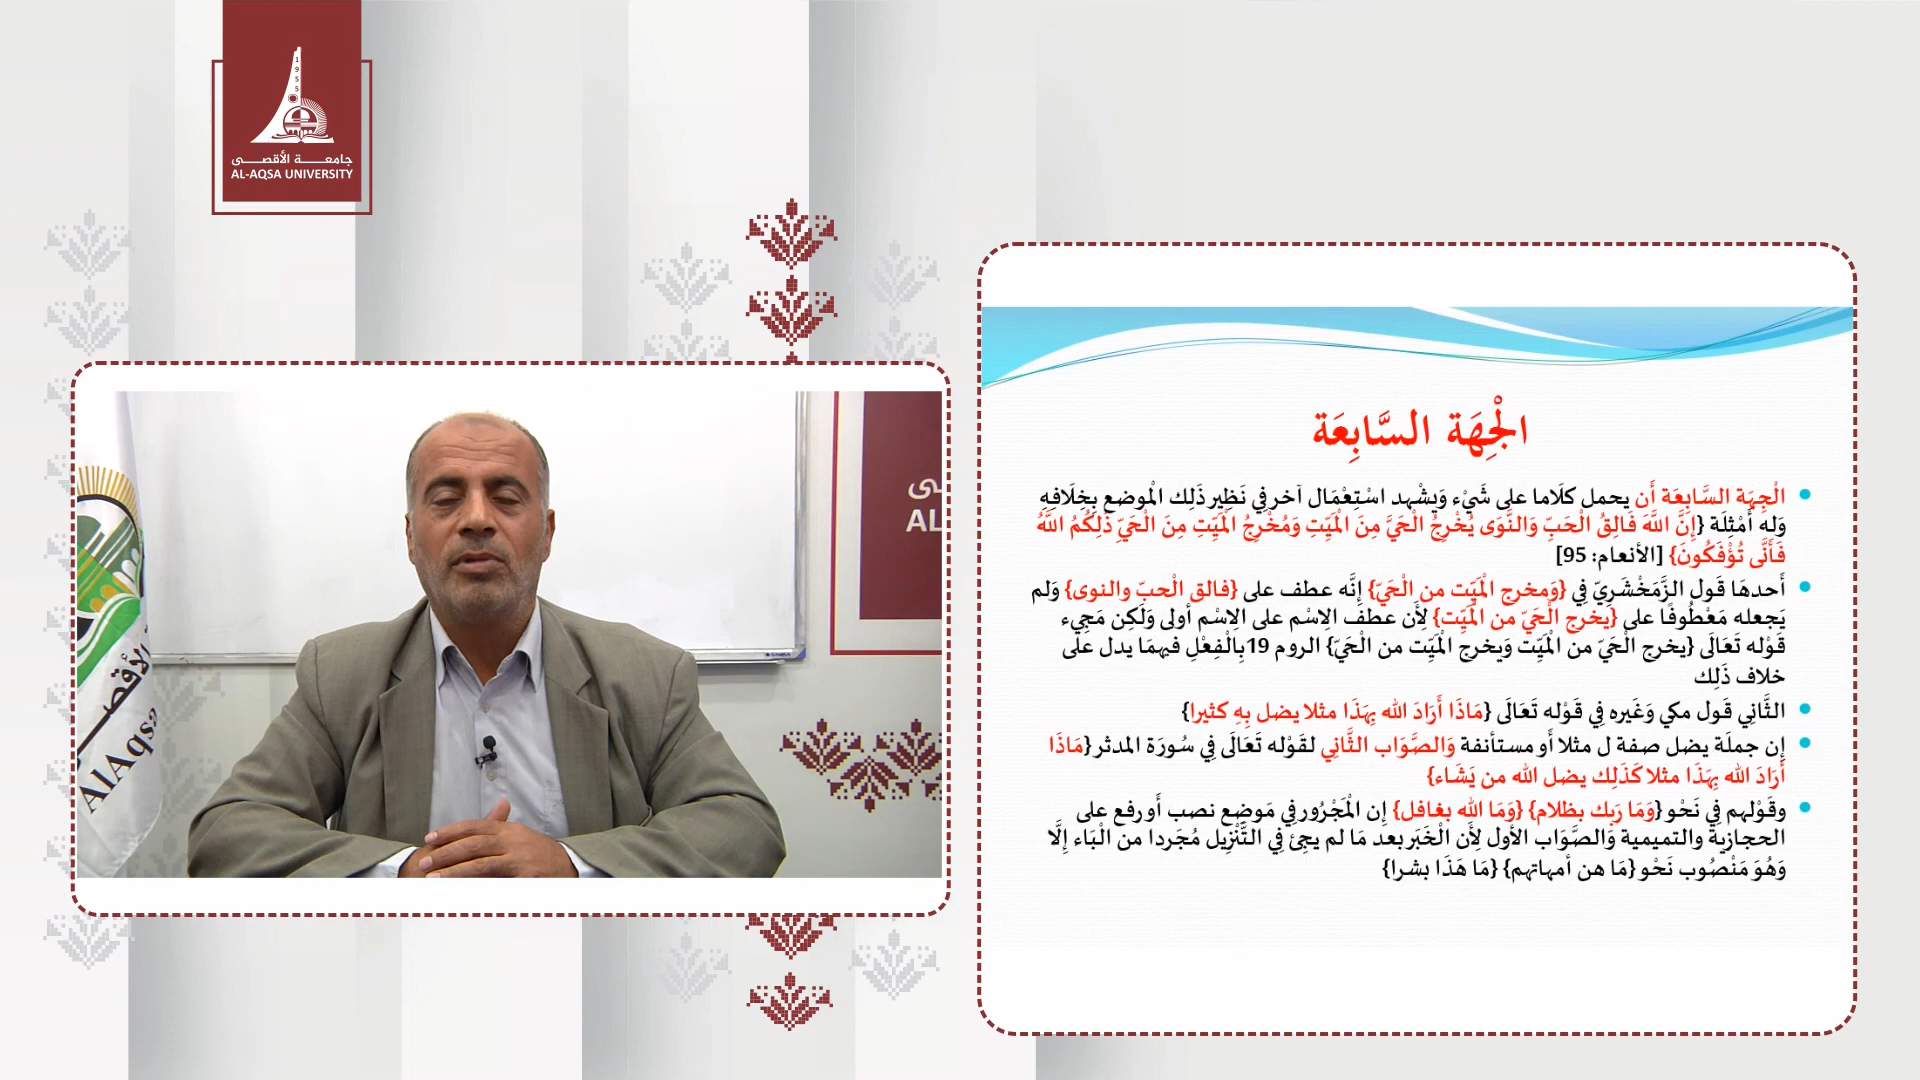 1955
جامعة الأقصى
AL-AQSA UNIVERSITY
الأقصى
AlAqsa
ـى
AL
الْجِهَة السَّابِعَة
الْجِهَة السَّابِعَة أَن يحمل كلَاما على شَيْء وَيشْهد اسْتِعْمَال آخر فِي نَظِير ذَلِك الْموضع بِخِلَافِهِ
وَله أَمْثِلَة {إِنَّ اللَّهَ فَالِقُ الْحَبِّ وَالنَّوَى يُخْرِجُ الْحَيَّ مِنَ الْمَيِّتِ وَمُخْرِجُ الْمَيِّتِ مِنَ الْحَيِّ ذَلِكُمُ اللَّهُ
فَأَنَّى تُؤْفَكُونَ} [الأنعام: 95]
أَحدهَا قَول الزَّمَخْشَرِيّ فِي {وَمخرج الْمَيِّت من الْحَيّ} إِنَّه عطف على {فالق الْحبّ والنوى} وَلم
يَجعله مَعْطُوفًا على {يخرج الْحَيّ من الْمَيِّت} لِأَن عطف الِاسْم على الِاسْم أولى وَلَكِن مَجِيء
قَوْله تَعَالَى {يخرج الْحَيّ من الْمَيِّت وَيخرج الْمَيِّت من الْحَيّ} الروم 19 بِالْفِعْلِ فيهمَا يدل على
خلاف ذَلِك
الثَّانِي قَول مكي وَغَيره فِي قَوْله تَعَالَى {مَاذَا أَرَادَ الله بِهَذَا مثلا يضل بِهِ كثيرا}
إِن جملَة يضل صفة ل مثلا أَو مستأنفة وَالصَّوَاب الثَّانِي لقَوْله تَعَالَى فِي سُورَة المدثر {مَاذَا
أَرَادَ الله بِهَذَا مثلا كَذَلِك يضل الله من يَشَاء}
وقَوْلهم فِي نَحْو {وَمَا رَبك بظلام} {وَمَا الله بغافل} إِن الْمَجْرُور فِي مَوضِع نصب أَو رفع على
الحجازية والتميمية وَالصَّوَاب الأول لِأَن الْخَبَر بعد مَا لم يجِئ فِي التَّنْزِيل مُجَردا من الْبَاء إِلَّا
وَهُوَ مَنْصُوب نَحْو {مَا هن أمهاتهم} {مَا هَذَا بشرا}